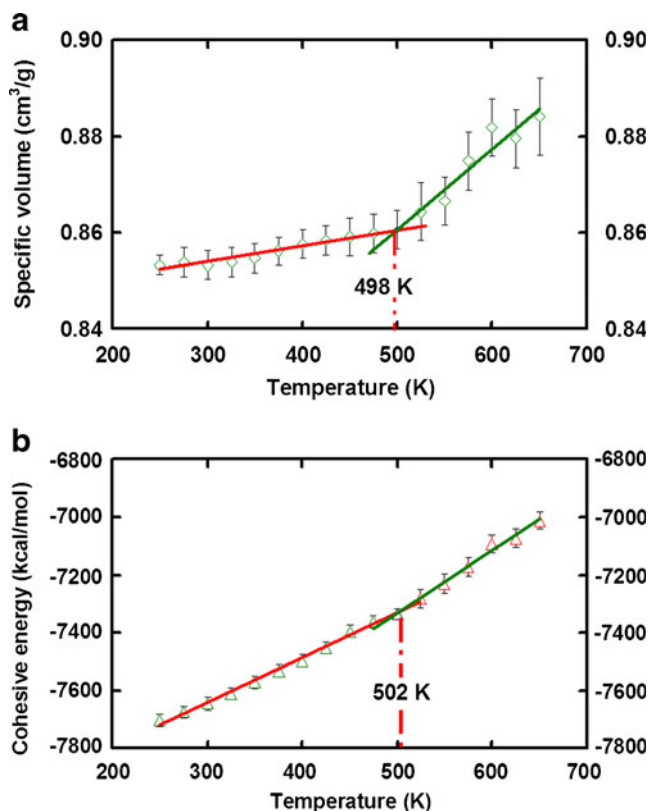 a
0.90 0.90
Specific volume (cm³/g)
0.88 0.88
0.86 0.86
498 K
0.84 0.84
200 300 400 500 600 700
Temperature (K)
b
-6800 -6800
Cohesive energy (kcal/mol)
-7000 -7000
-7200 -7200
-7400 -7400
502 K
-7600 -7600
-7800 -7800
200 300 400 500 600 700
Temperature (K)